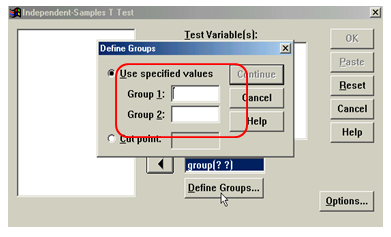 Independent-Samples T Test
Test Variable(s):
OK
Paste
Reset
Cancel
Help
Define Groups
Use specified values
Group 1:
Group 2:
Cut point:
Continue
Cancel
Help
group(? ?)
Define Groups...
Options...